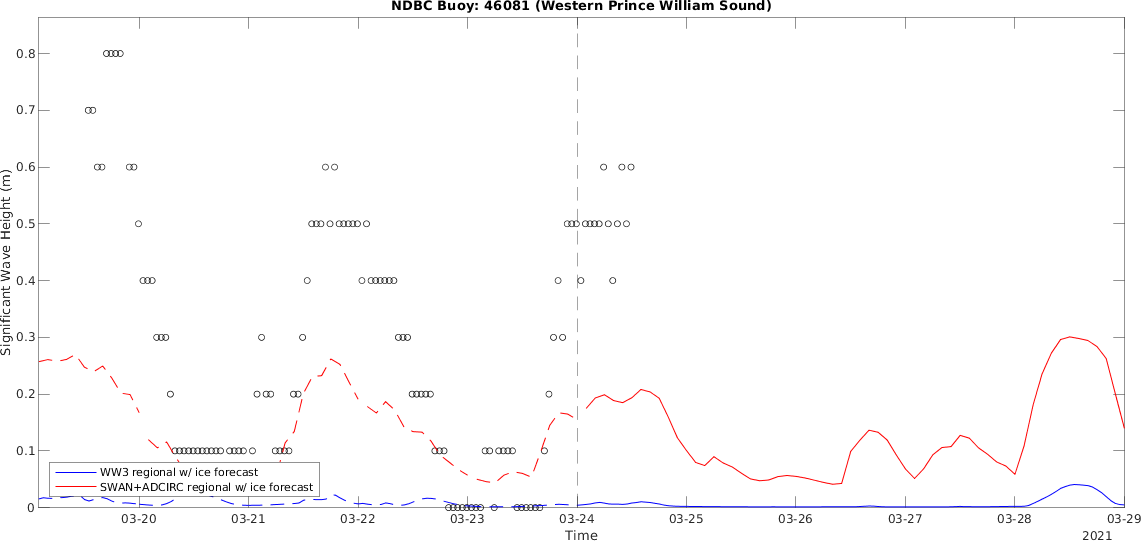 NDBC Buoy: 46081 (Western Prince William Sound)
Significant Wave Height (m)
0.8
0.7
0.6
0.5
0.4
0.3
0.2
0.1
0
WW3 regional w/ ice forecast
SWAN+ADCIRC regional w/ ice forecast
03-20 03-21 03-22 03-23 03-24 03-25 03-26 03-27 03-28 03-29
Time
2021